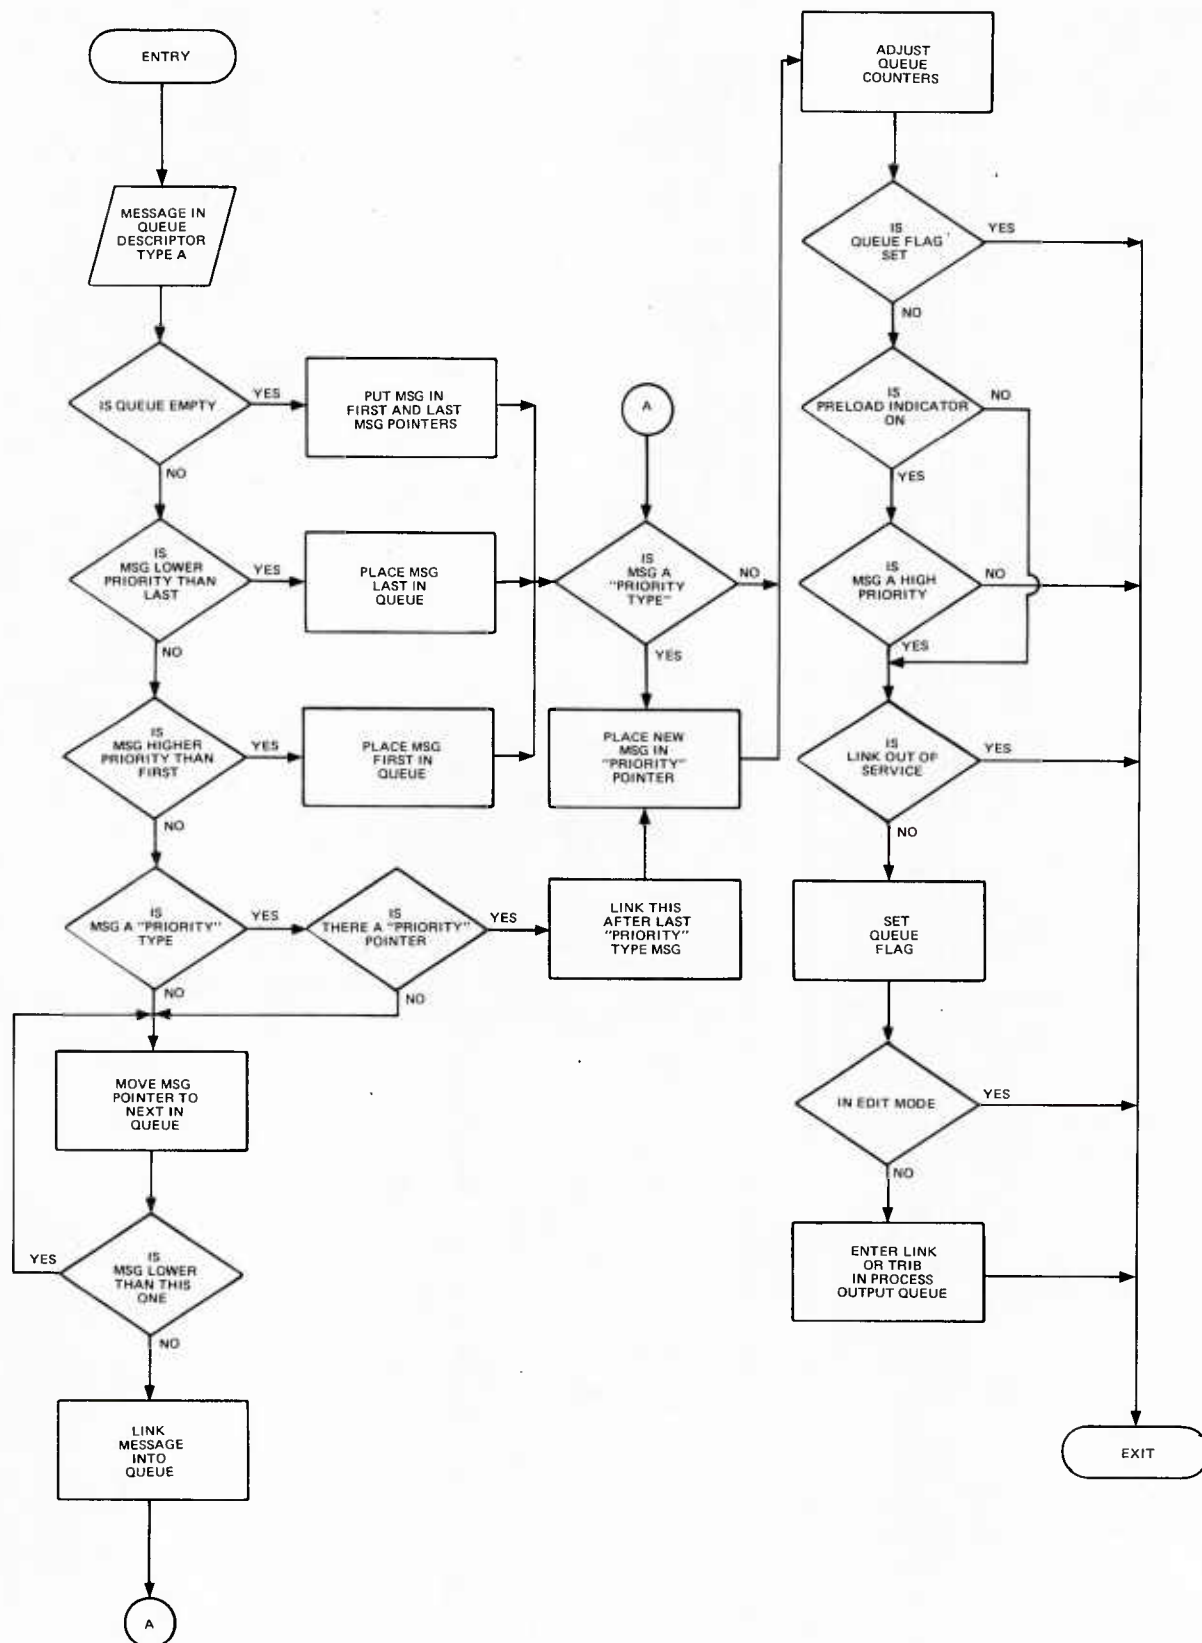 ENTRY
MESSAGE IN
QUEUE
DESCRIPTOR
TYPE A
IS QUEUE EMPTY
YES
NO
PUT MSG IN
FIRST AND LAST
MSG POINTERS
IS
MSG LOWER
PRIORITY THAN
LAST
YES
NO
PLACE MSG
LAST IN
QUEUE
IS
MSG HIGHER
PRIORITY THAN
FIRST
YES
NO
PLACE MSG
FIRST IN
QUEUE
IS
MSG A "PRIORITY"
TYPE
YES
NO
IS
THERE A "PRIORITY"
POINTER
YES
NO
LINK THIS
AFTER LAST
"PRIORITY"
TYPE MSG
MOVE MSG
POINTER TO
NEXT IN
QUEUE
IS
MSG LOWER
THAN THIS
ONE
YES
NO
LINK
MESSAGE
INTO
QUEUE
A
A
IS
MSG A
"PRIORITY
TYPE"
NO
YES
PLACE NEW
MSG IN
"PRIORITY"
POINTER
ADJUST
QUEUE
COUNTERS
IS
QUEUE FLAG
SET
YES
NO
IS
PRELOAD INDICATOR
ON
NO
YES
IS
MSG A HIGH
PRIORITY
NO
YES
IS
LINK OUT OF
SERVICE
YES
NO
SET
QUEUE
FLAG
IN EDIT MODE
YES
NO
ENTER LINK
OR TRIB
IN PROCESS
OUTPUT QUEUE
EXIT